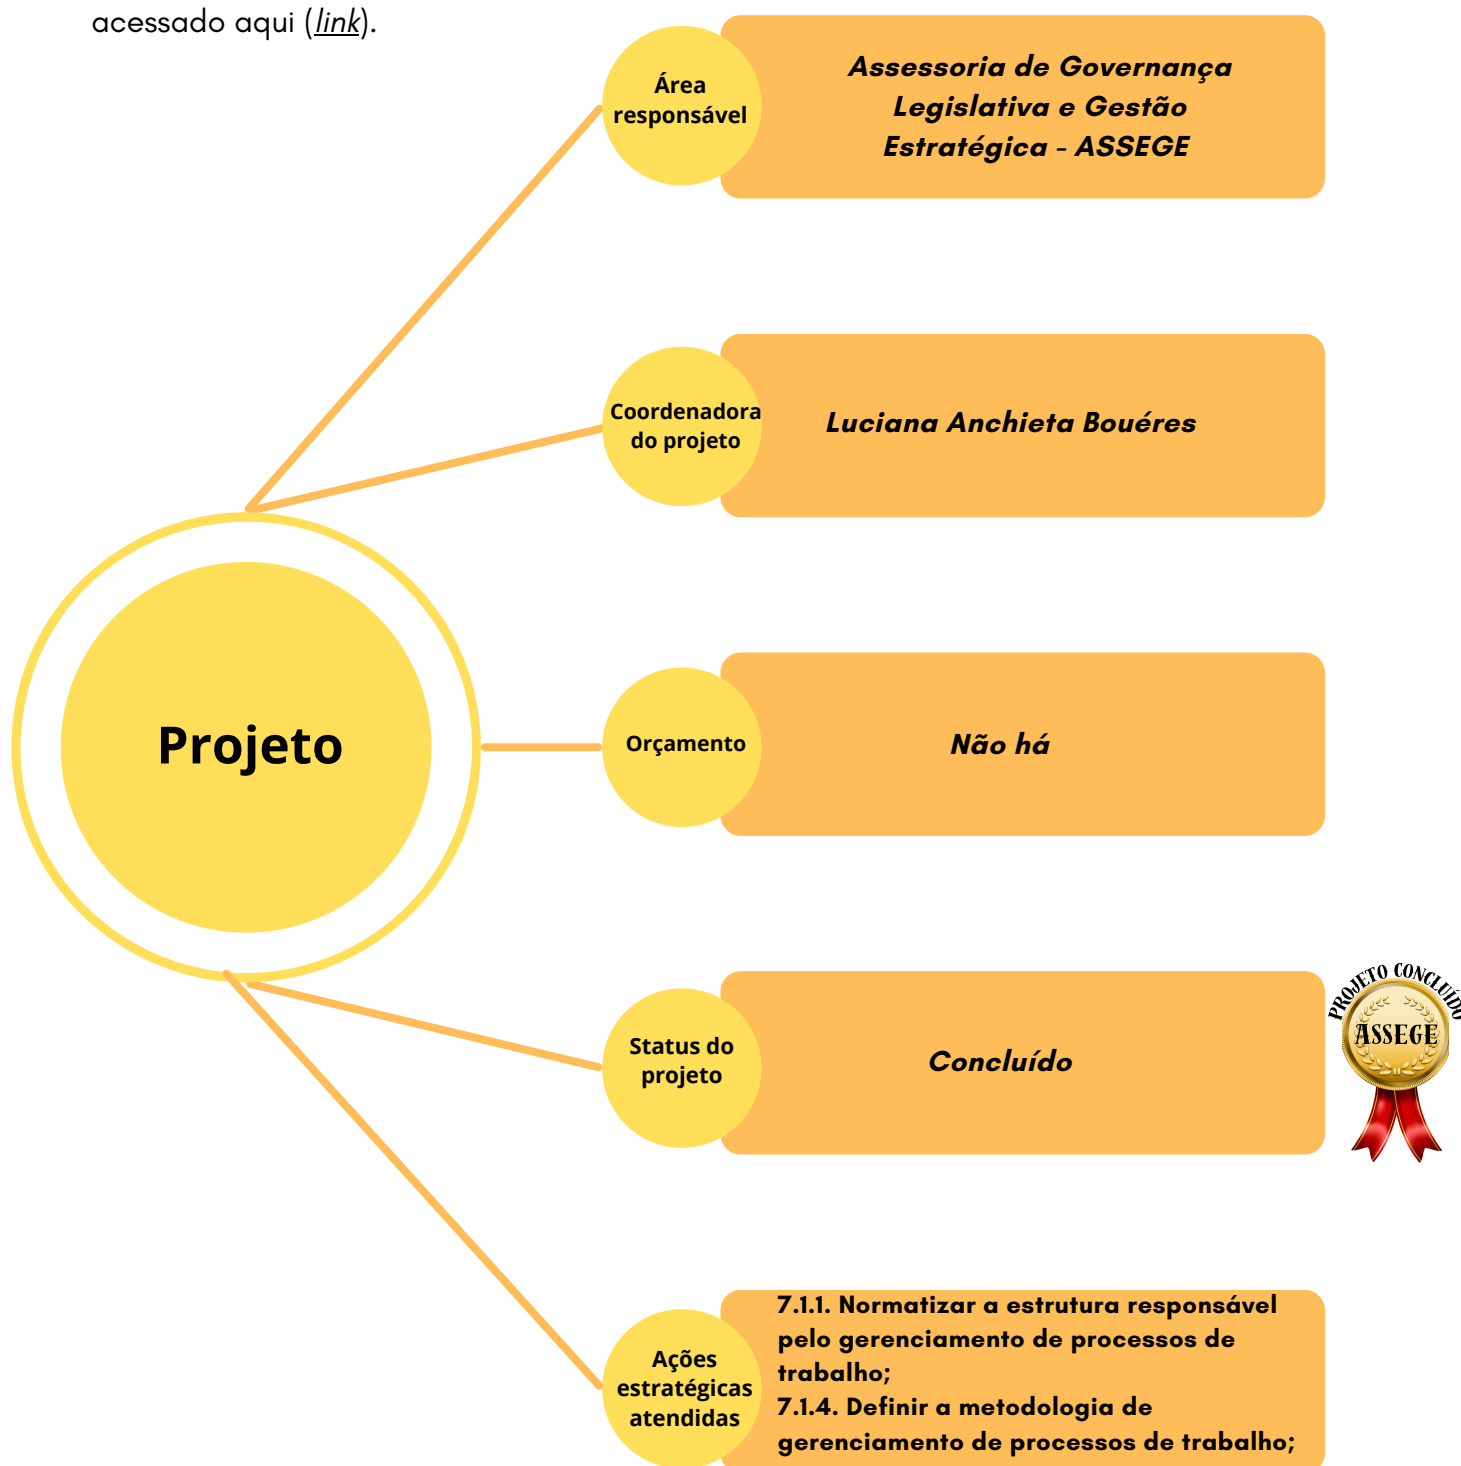 acessado aqui (link).
Área
responsável
Assessoria de Governança
Legislativa e Gestão
Estratégica - ASSEGE
Coordenadora
do projeto
Luciana Anchieta Bouéres
Projeto
Orçamento
Não há
Status do
projeto
Concluído
PROJETO CONCLUÍDO
ASSEGE
Ações
estratégicas
atendidas
7.1.1. Normatizar a estrutura responsável
pelo gerenciamento de processos de
trabalho;
7.1.4. Definir a metodologia de
gerenciamento de processos de trabalho;